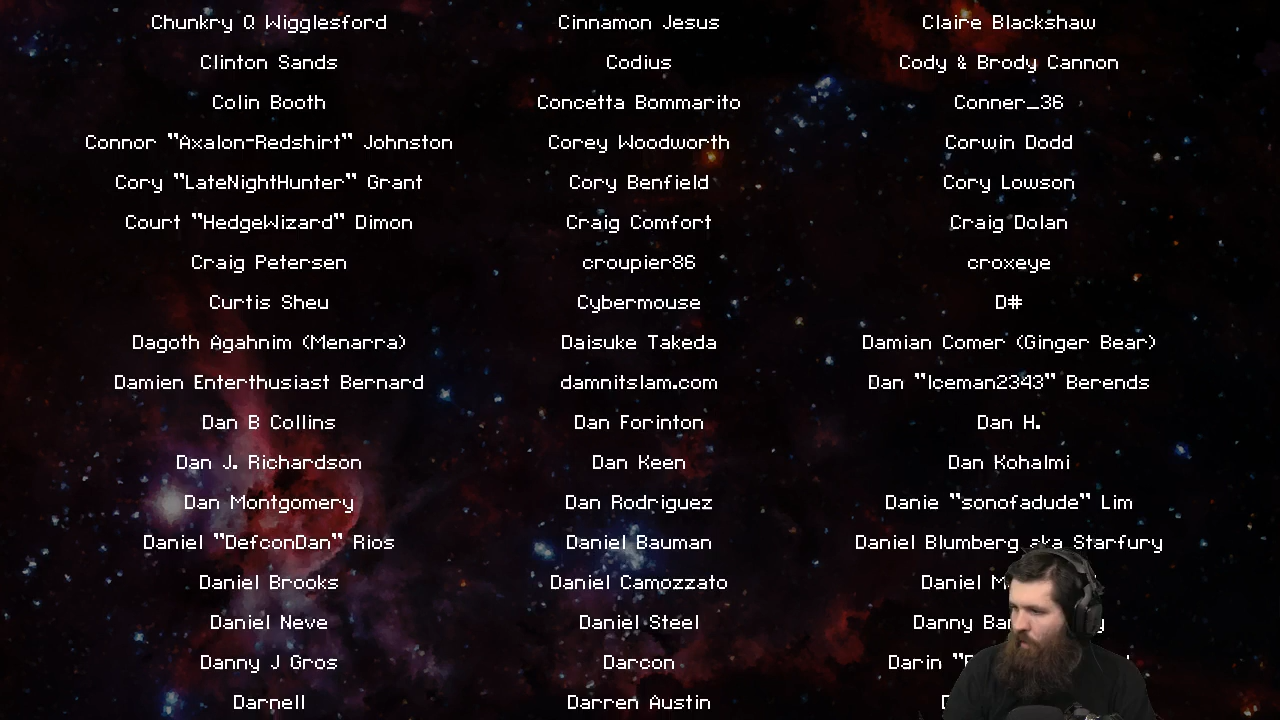 Chunkry Q Wigglesford Cinnamon Jesus Claire Blackshaw
Clinton Sands Codius Cody & Brody Cannon
Colin Booth Concetta Bommarito Conner_36
Connor "Axalon-Redshirt" Johnston Corey Woodworth Corwin Dodd
Cory "LateNightHunter" Grant Cory Benfield Cory Lowson
Court "HedgeWizard" Dimon Craig Comfort Craig Dolan
Craig Petersen croupier86 croxeye
Curtis Sheu Cybermouse D#
Dagoth Agahnim (Menarra) Daisuke Takeda Damian Comer (Ginger Bear)
Damien Enterthusiast Bernard damnitslam.com Dan "Iceman2343" Berends
Dan B Collins Dan Forinton Dan H.
Dan J. Richardson Dan Keen Dan Kohalmi
Dan Montgomery Dan Rodriguez Danie "sonofadude" Lim
Daniel "DefconDan" Rios Daniel Bauman Daniel Blumberg aka Starfury
Daniel Brooks Daniel Camozzato Daniel
Daniel Neve Daniel Steel Danny
Danny J Gros Darcon Darin
Darnell Darren Austin